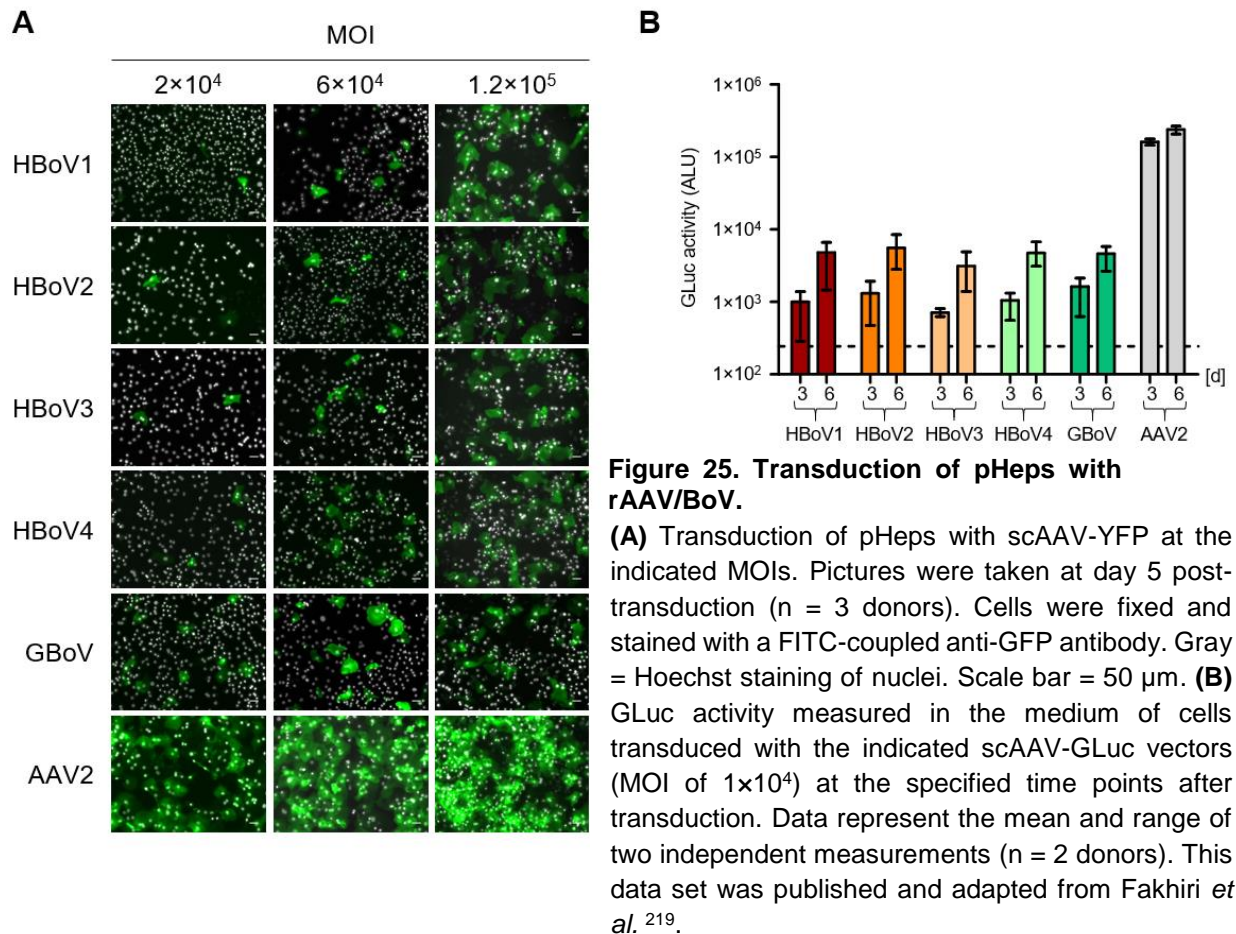 A
MOI
2×10⁴ 6×10⁴ 1.2×10⁵
HBoV1
HBoV2
HBoV3
HBoV4
GBoV
AAV2
B
GLuc activity (ALU)
1×10⁶
1×10⁵
1×10⁴
1×10³
1×10²
3 6 3 6 3 6 3 6 3 6 3 6 [d]
HBoV1 HBoV2 HBoV3 HBoV4 GBoV AAV2
Figure 25. Transduction of pHeps with
rAAV/BoV.
(A) Transduction of pHeps with scAAV-YFP at the
indicated MOIs. Pictures were taken at day 5 post-
transduction (n = 3 donors). Cells were fixed and
stained with a FITC-coupled anti-GFP antibody. Gray
= Hoechst staining of nuclei. Scale bar = 50 µm. (B)
GLuc activity measured in the medium of cells
transduced with the indicated scAAV-GLuc vectors
(MOI of 1×10⁴) at the specified time points after
transduction. Data represent the mean and range of
two independent measurements (n = 2 donors). This
data set was published and adapted from Fakhiri et
al. ²¹⁹.